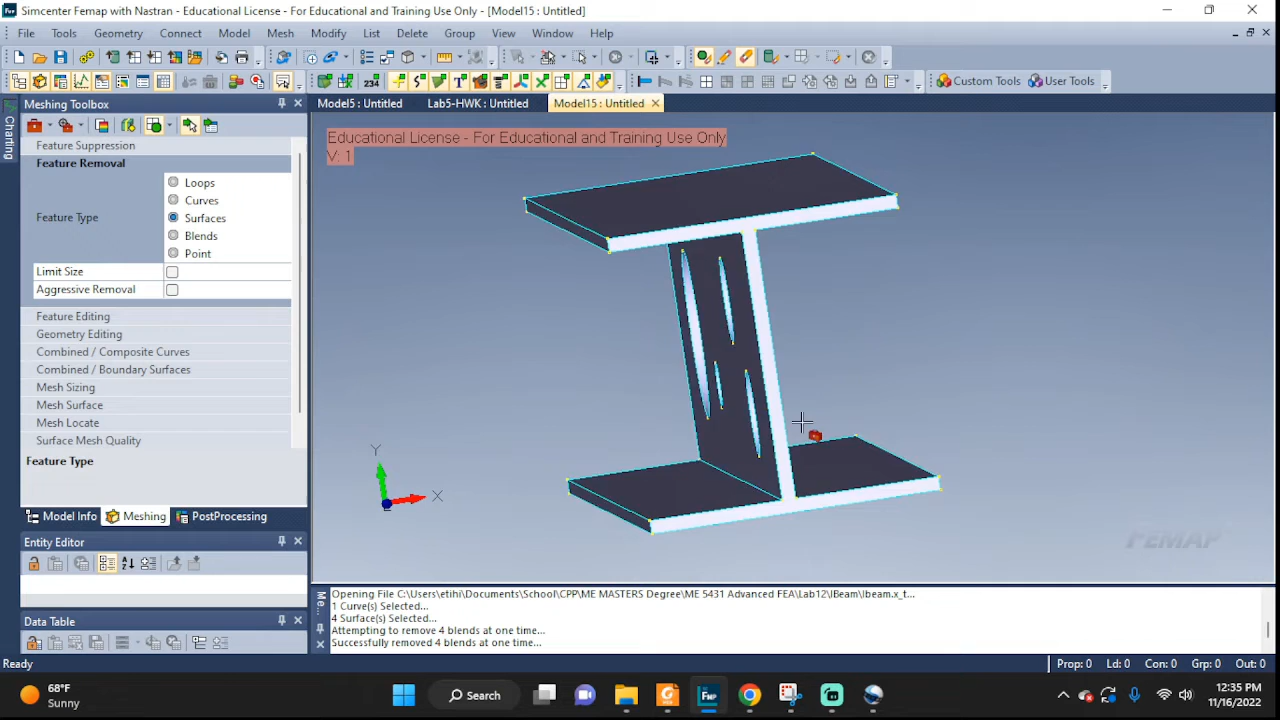 Simcenter Femap with Nastran - Educational License - For Educational and Training Use Only - [Model15 : Untitled]
File Tools Geometry Connect Model Mesh Modify List Delete Group View Window Help
234 T Custom Tools User Tools
Charting
Meshing Toolbox
Model5 : Untitled Lab5-HWK : Untitled Model15 : Untitled
Feature Suppression
Feature Removal
Feature Type
Loops
Curves
Surfaces
Blends
Point
Limit Size
Aggressive Removal
Feature Editing
Geometry Editing
Combined / Composite Curves
Combined / Boundary Surfaces
Mesh Sizing
Mesh Surface
Mesh Locate
Surface Mesh Quality
Feature Type
Model Info Meshing PostProcessing
Entity Editor
Data Table
Educational License - For Educational and Training Use Only
V: 1
Y
X
FEMAP
Me...
Opening File C:\Users\etihi\Documents\School\CPP\ME MASTERS Degree\ME 5431 Advanced FEA\Lab12\IBeam\Ibeam.x_t...
1 Curve(s) Selected...
4 Surface(s) Selected...
Attempting to remove 4 blends at one time...
Successfully removed 4 blends at one time...
Ready
Prop: 0 Ld: 0 Con: 0 Grp: 0 Out: 0
68°F
Sunny
Search
12:35 PM
11/16/2022